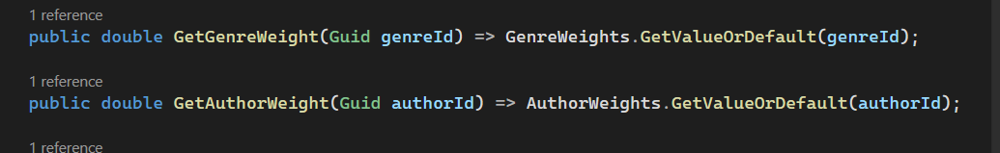 1 reference
public double GetGenreWeight(Guid genreId) => GenreWeights.GetValueOrDefault(genreId);
1 reference
public double GetAuthorWeight(Guid authorId) => AuthorWeights.GetValueOrDefault(authorId);
1 reference